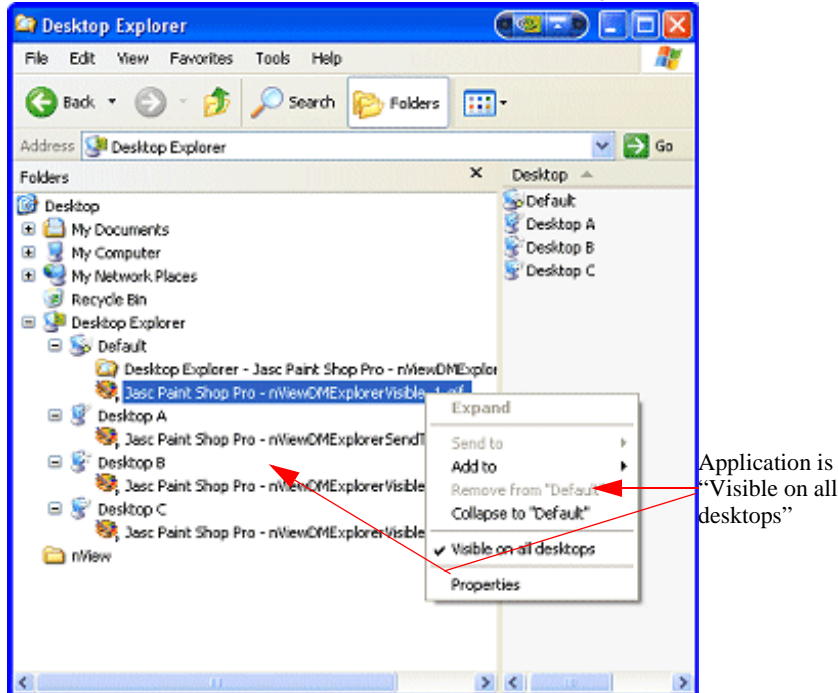 Desktop Explorer
File Edit View Favorites Tools Help
Back Search Folders
Address Desktop Explorer Go
Folders
Desktop
My Documents
My Computer
My Network Places
Recycle Bin
Desktop Explorer
Default
Desktop Explorer - Jasc Paint Shop Pro - nViewDMExplor
Jasc Paint Shop Pro - nViewDMExplorerVisible_1.gif
Desktop A
Jasc Paint Shop Pro - nViewDMExplorerSendT
Desktop B
Jasc Paint Shop Pro - nViewDMExplorerVisible
Desktop C
Jasc Paint Shop Pro - nViewDMExplorerVisible
nView
Desktop
Default
Desktop A
Desktop B
Desktop C
Expand
Send to
Add to
Remove from "Default"
Collapse to "Default"
Visible on all desktops
Properties
Application is
“Visible on all
desktops”